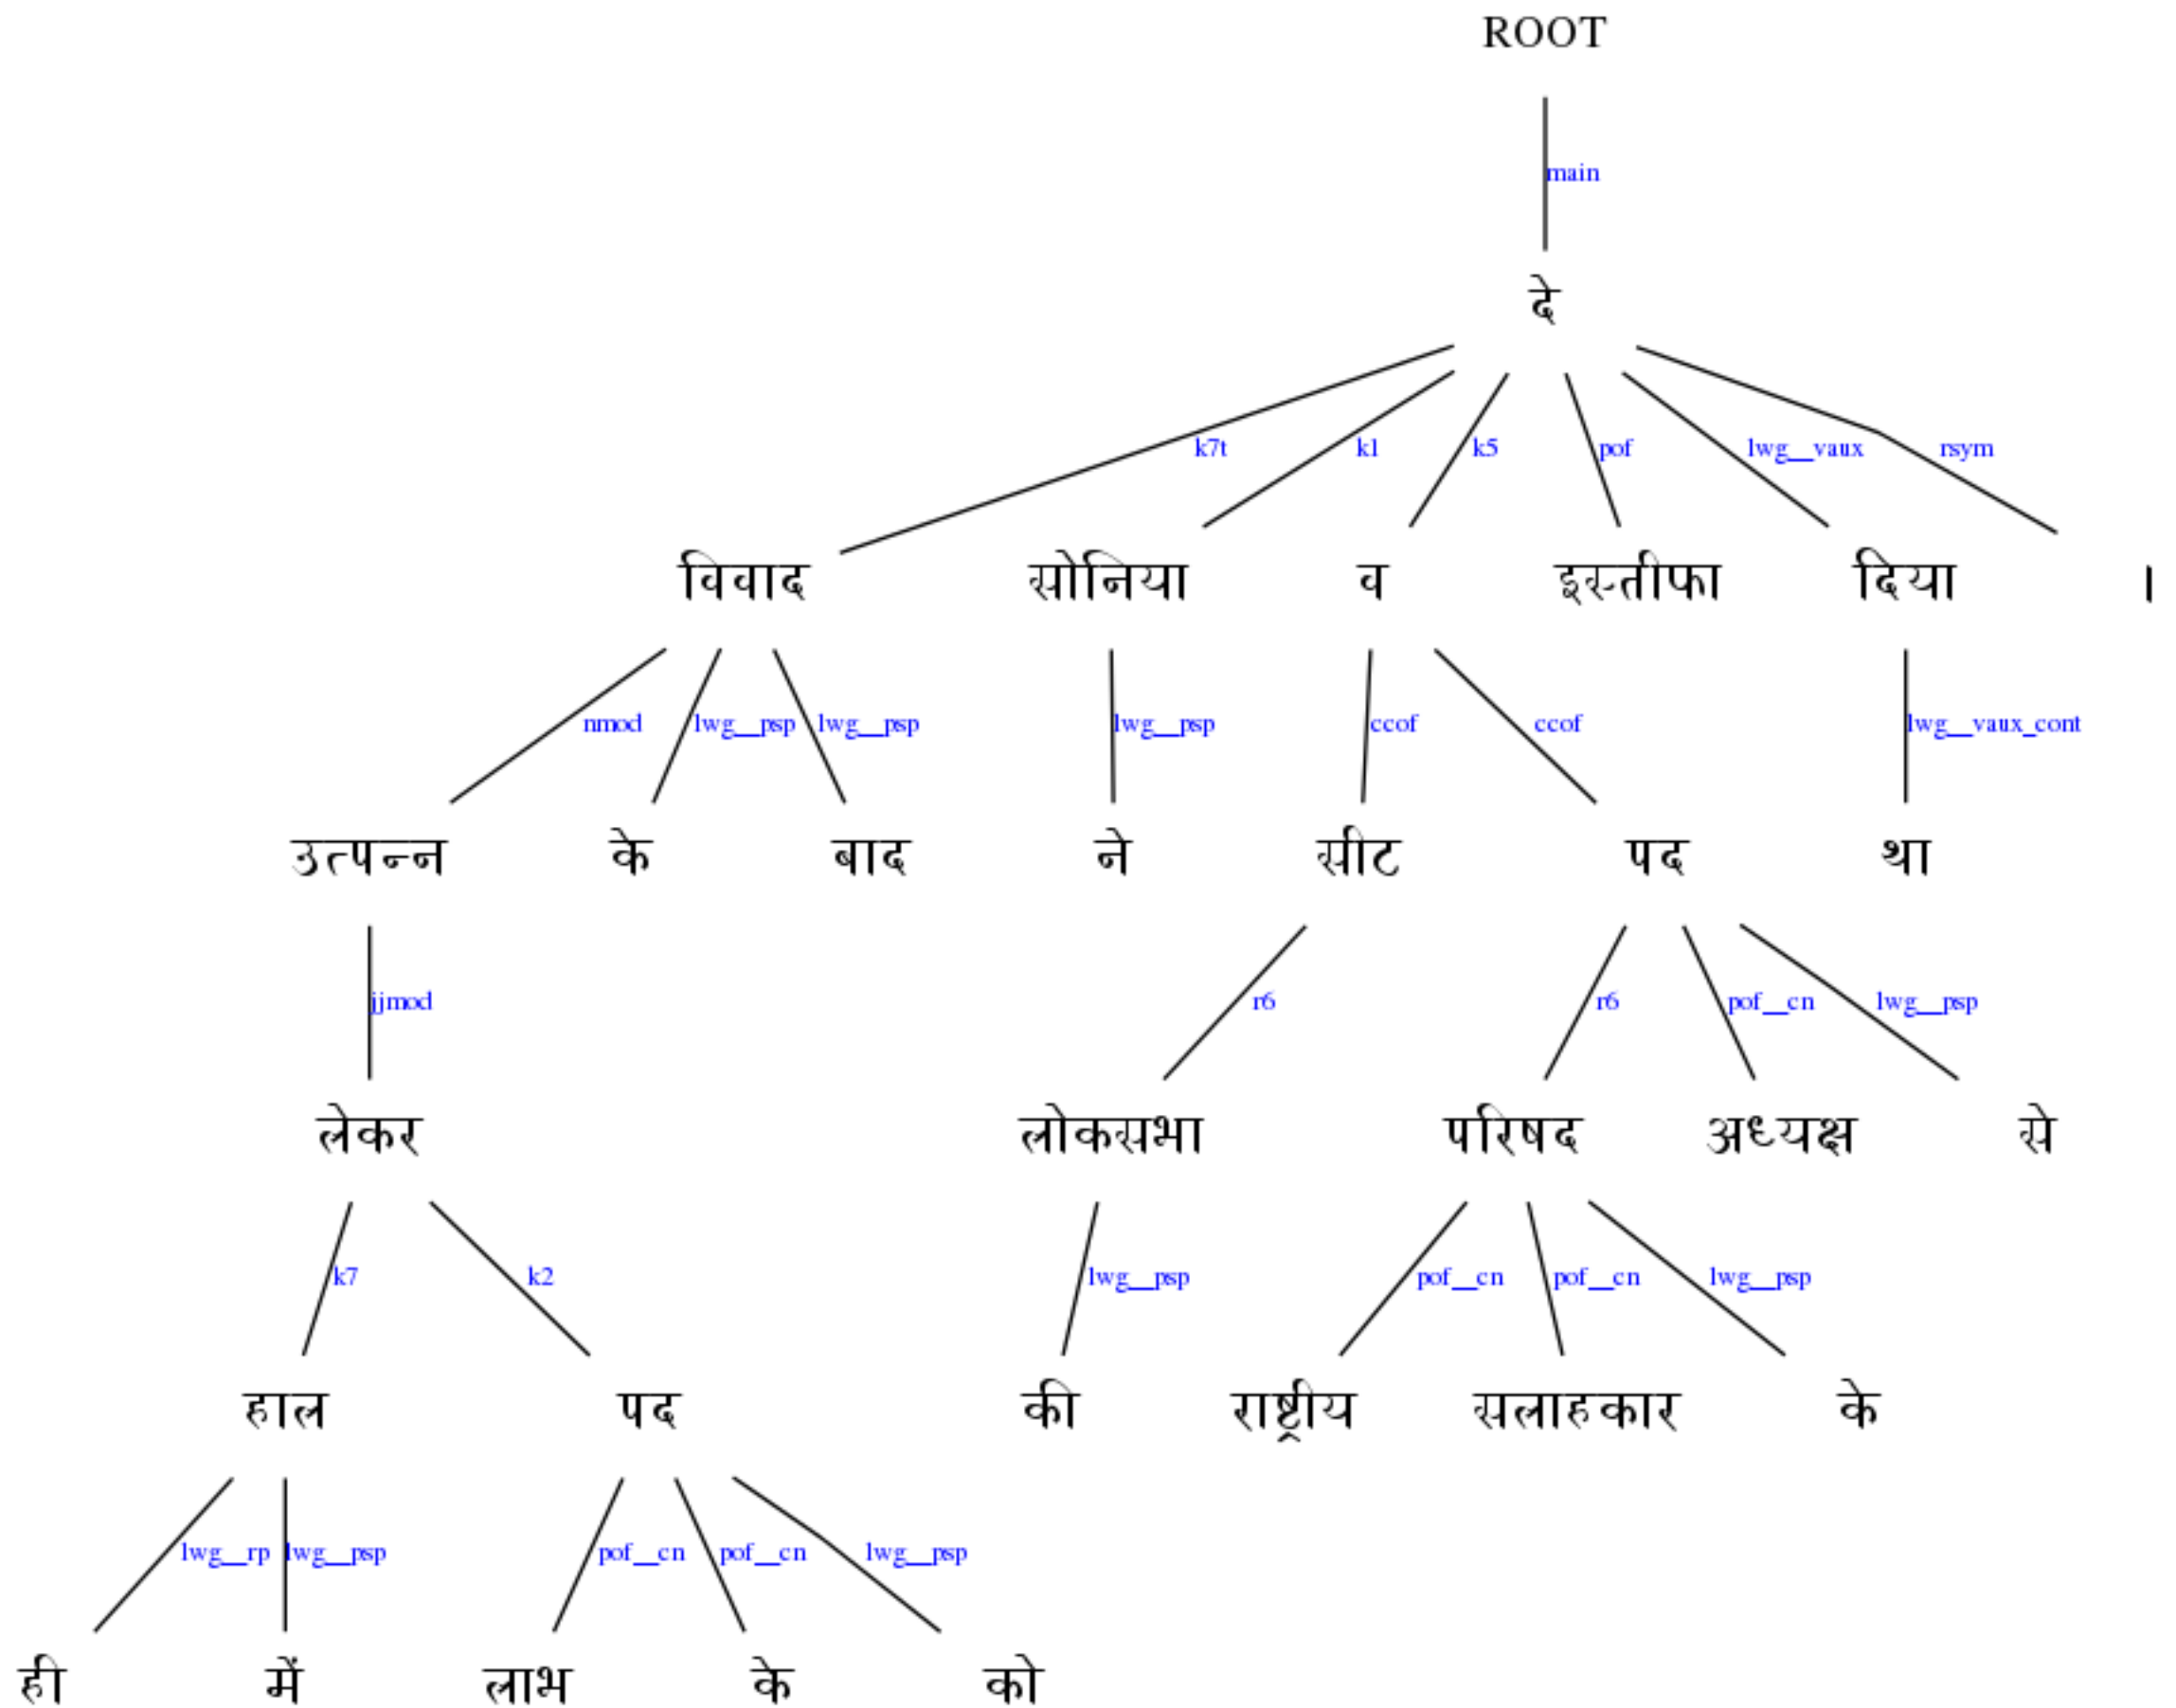 ROOT
main
दे
k7t k1 k5 pof lwg__vaux rsym
विवाद सोनिया व इस्तीफा दिया ।
nmod lwg__psp lwg__psp lwg__psp ccof ccof lwg__vaux_cont
उत्पन्न के बाद ने सीट पद था
jjmod r6 r6 pof__cn lwg__psp
लेकर लोकसभा परिषद अध्यक्ष से
k7 k2 lwg__psp pof__cn pof__cn lwg__psp
हाल पद की राष्ट्रीय सलाहकार के
lwg__rp lwg__psp pof__cn pof__cn lwg__psp
ही में लाभ के को